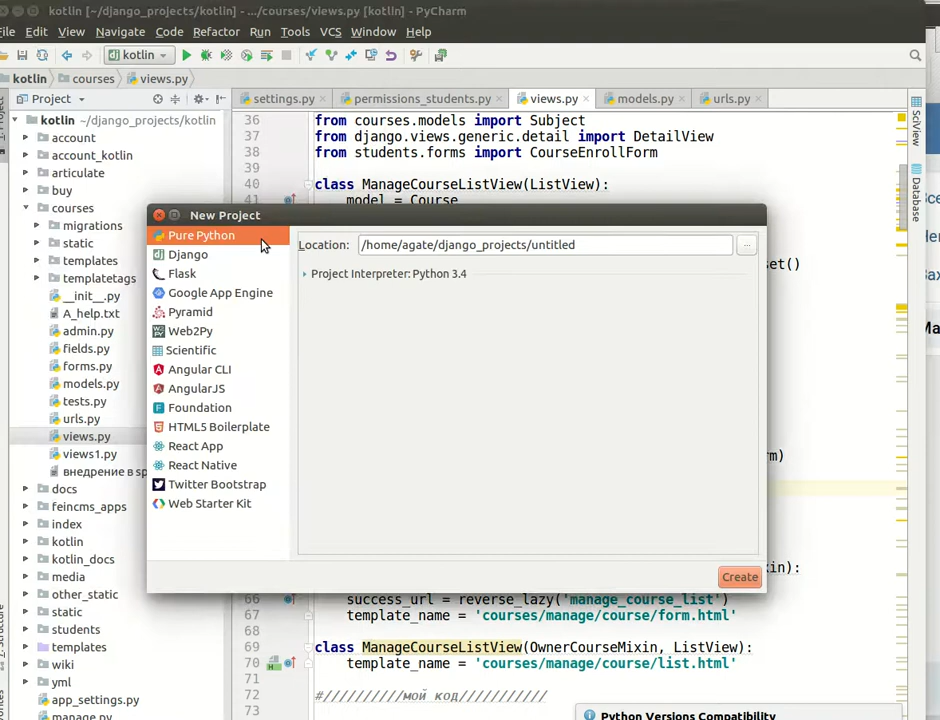 kotlin [~/django_projects/kotlin] - .../courses/views.py [kotlin] - PyCharm
File Edit View Navigate Code Refactor Run Tools VCS Window Help
kotlin
kotlin courses views.py
Project settings.py permissions_students.py views.py models.py urls.py
kotlin ~/django_projects/kotlin
account
account_kotlin
articulate
buy
courses
migrations
static
templates
templatetags
__init__.py
A_help.txt
admin.py
fields.py
forms.py
models.py
tests.py
urls.py
views.py
views1.py
внедрение в sp
docs
feincms_apps
index
kotlin
kotlin_docs
media
other_static
static
students
templates
wiki
yml
app_settings.py
manage.py
36 from courses.models import Subject
37 from django.views.generic.detail import DetailView
38 from students.forms import CourseEnrollForm
39
40 class ManageCourseListView(ListView):
41 model = Course
set()
m)
in):
66 success_url = reverse_lazy('manage_course_list')
67 template_name = 'courses/manage/course/form.html'
68
69 class ManageCourseListView(OwnerCourseMixin, ListView):
70 template_name = 'courses/manage/course/list.html'
71
72 #//////////мой код///////////
73
New Project
Pure Python
Django
Flask
Google App Engine
Pyramid
Web2Py
Scientific
Angular CLI
AngularJS
Foundation
HTML5 Boilerplate
React App
React Native
Twitter Bootstrap
Web Starter Kit
Location: /home/agate/django_projects/untitled ...
Project Interpreter: Python 3.4
Create
Python Versions Compatibility
SciView
Database
Z: Structure